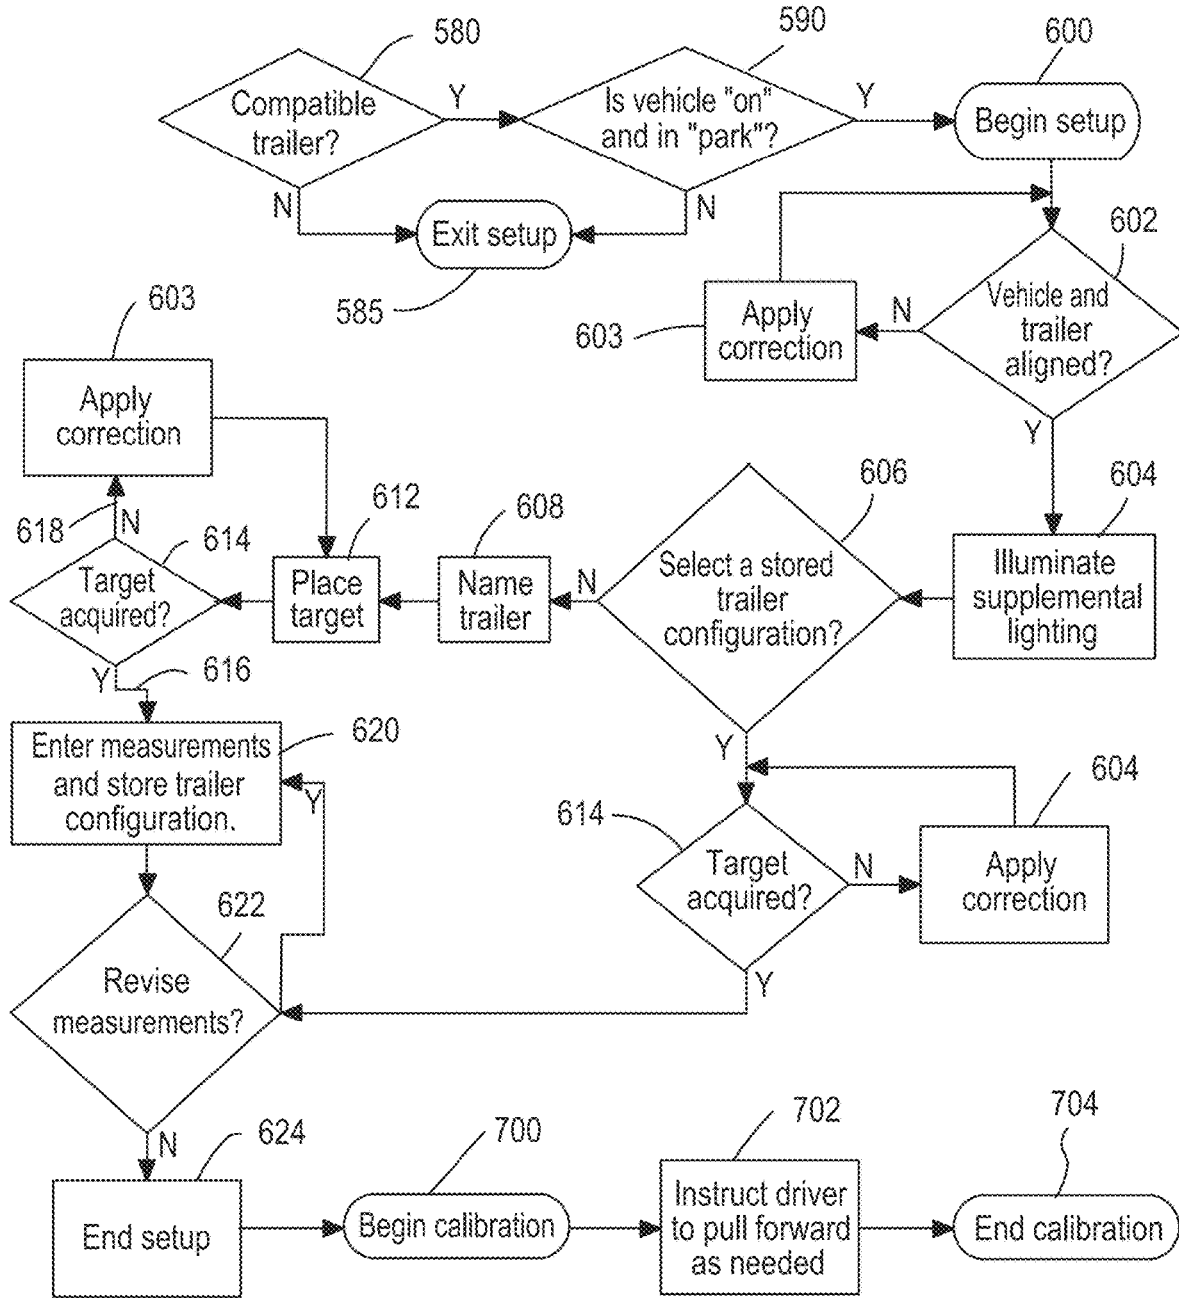 580
590
600
Compatible
trailer?
Y
Is vehicle "on"
and in "park"?
Y
Begin setup
N
Exit setup
N
585
602
Vehicle and
trailer
aligned?
N
603
Apply
correction
Y
603
Apply
correction
618
N
614
Target
acquired?
612
Place
target
608
Name
trailer
N
606
Select a stored
trailer
configuration?
604
Illuminate
supplemental
lighting
Y
616
Y
620
Enter measurements
and store trailer
configuration.
Y
614
Target
acquired?
N
604
Apply
correction
622
Revise
measurements?
Y
N
624
End setup
700
Begin calibration
702
Instruct driver
to pull forward
as needed
704
End calibration